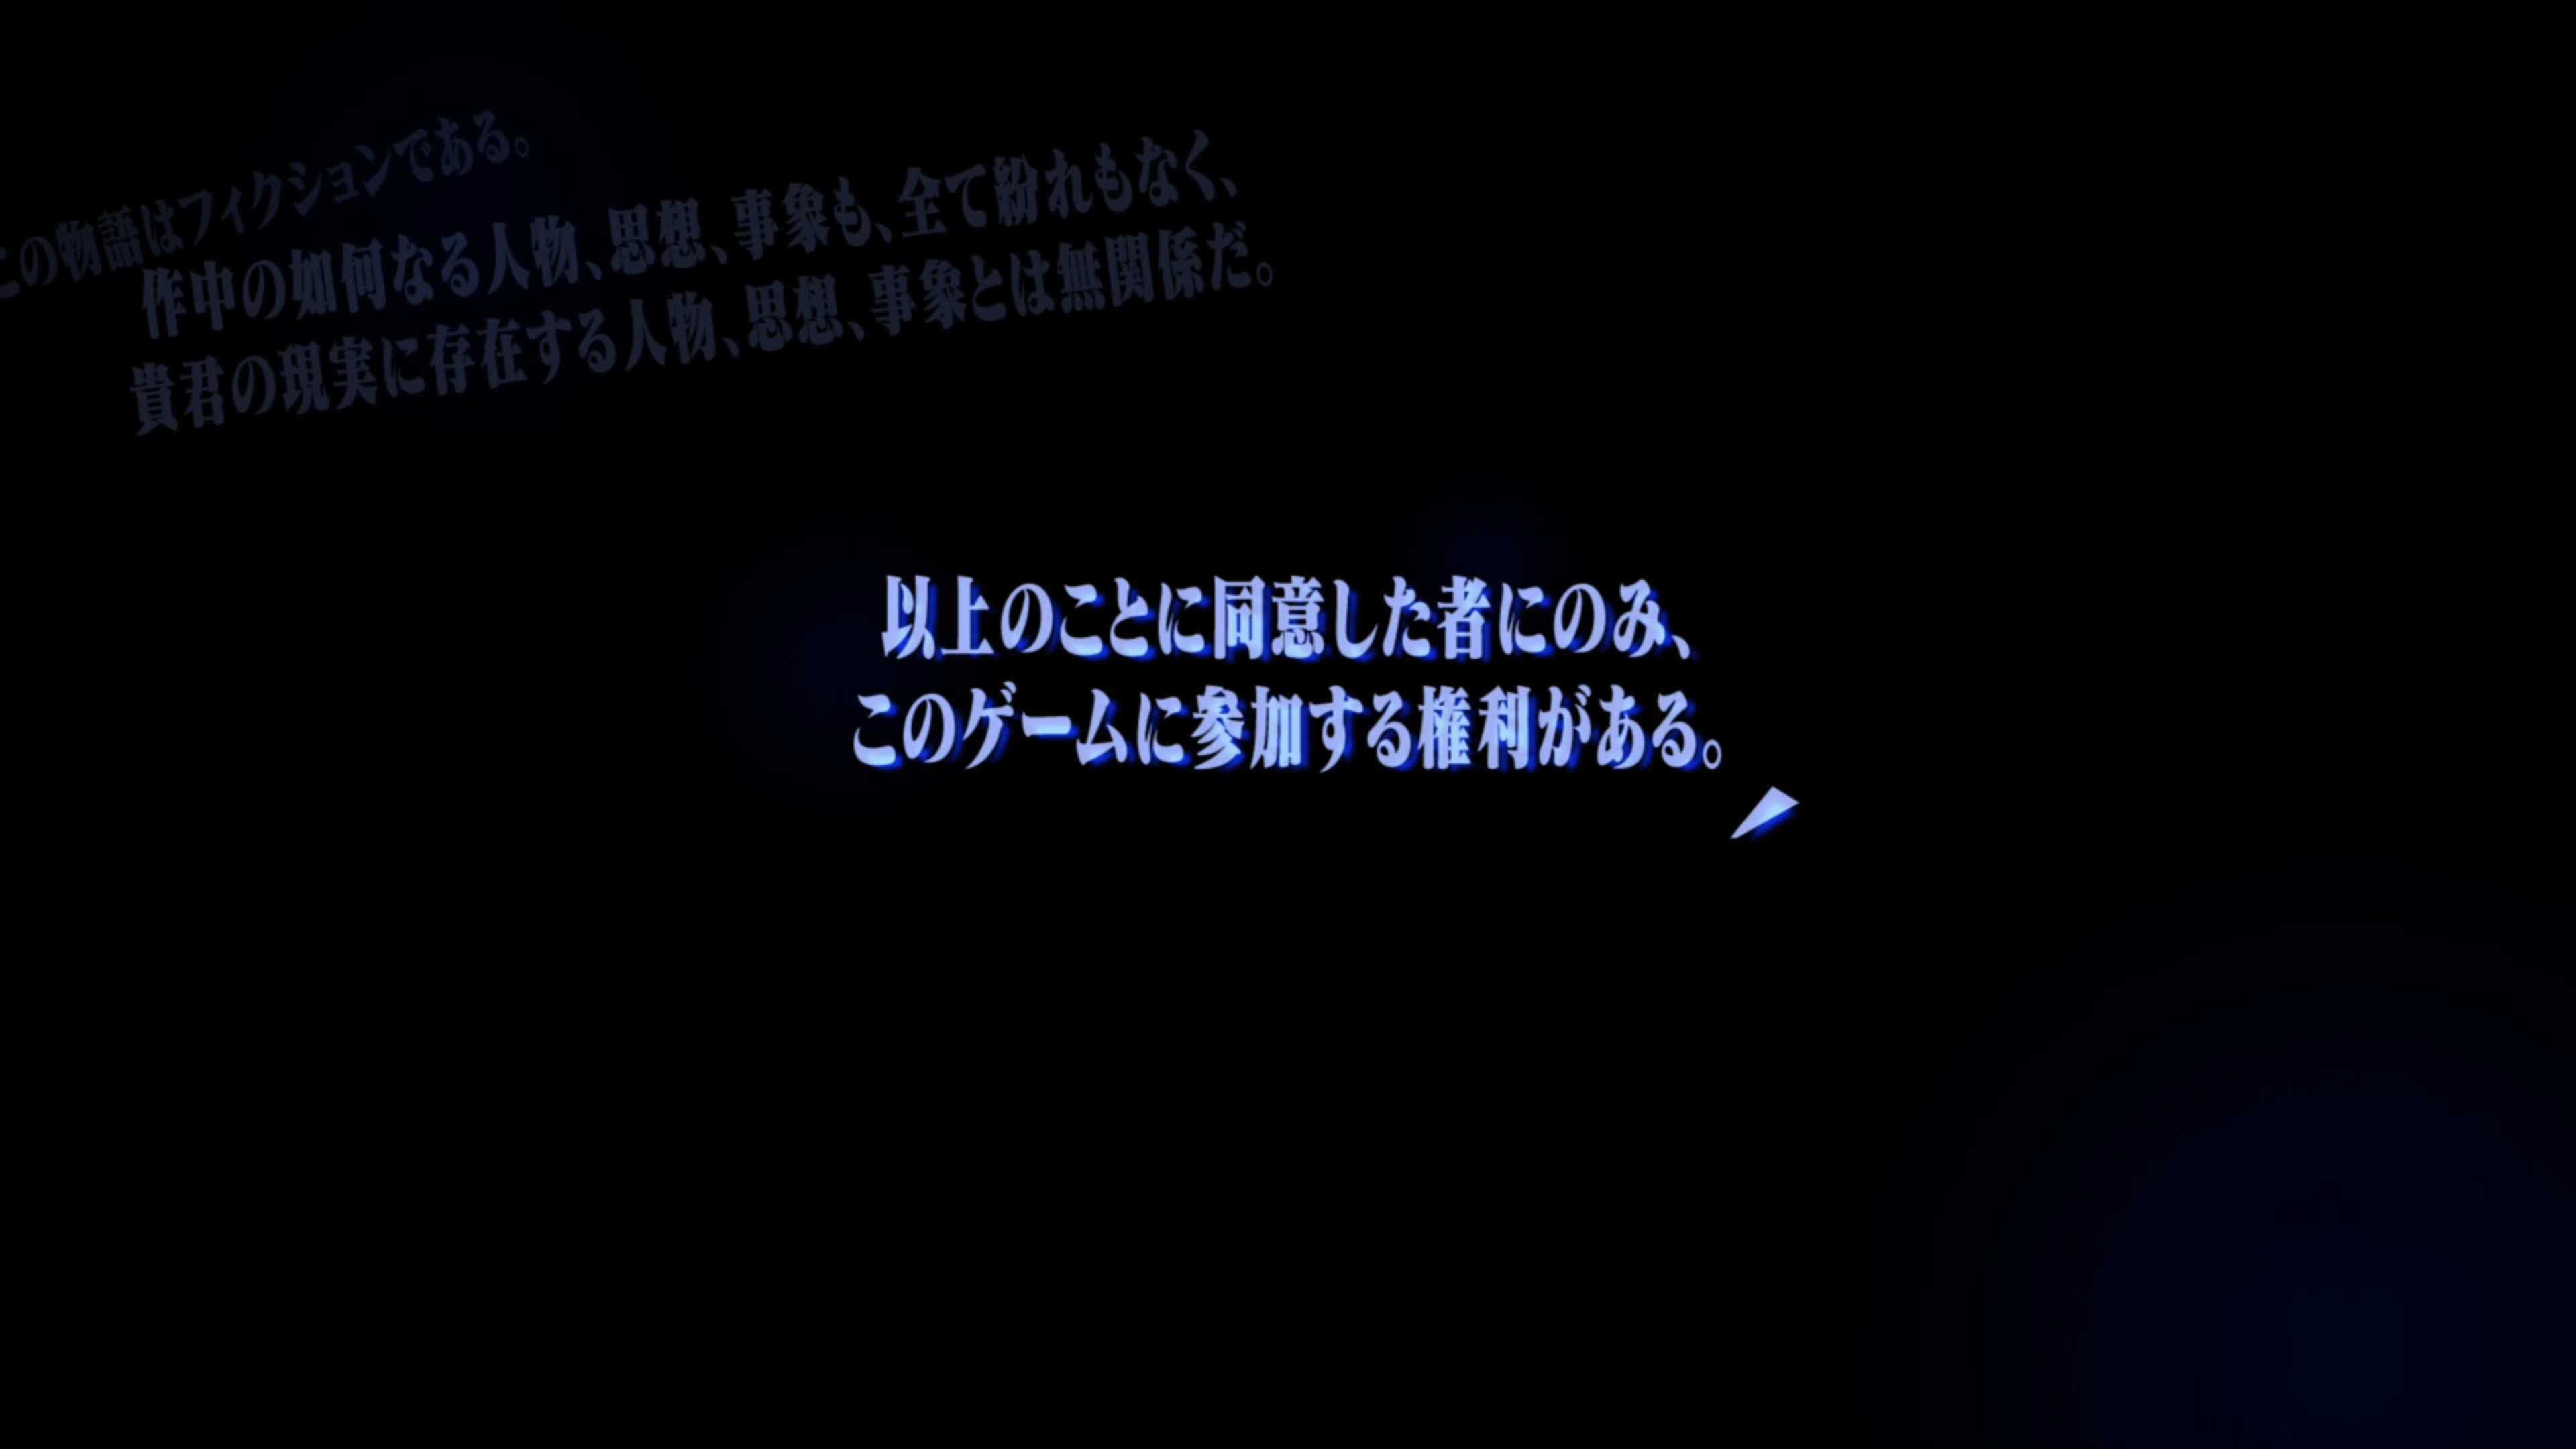 この物語はフィクションである。
作中の如何なる人物、思想、事象も、全て紛れもなく、
貴君の現実に存在する人物、思想、事象とは無関係だ。
以上のことに同意した者にのみ、
このゲームに参加する権利がある。